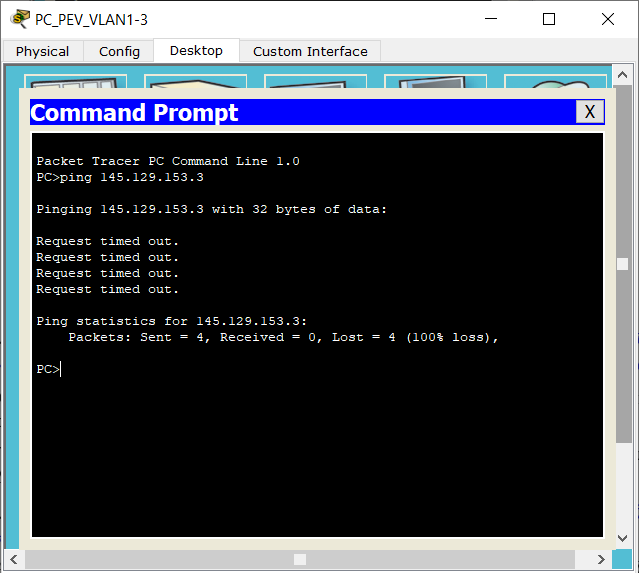 PC_PEV_VLAN1-3
Physical Config Desktop Custom Interface
Command Prompt X
Packet Tracer PC Command Line 1.0
PC>ping 145.129.153.3
Pinging 145.129.153.3 with 32 bytes of data:
Request timed out.
Request timed out.
Request timed out.
Request timed out.
Ping statistics for 145.129.153.3:
Packets: Sent = 4, Received = 0, Lost = 4 (100% loss),
PC>